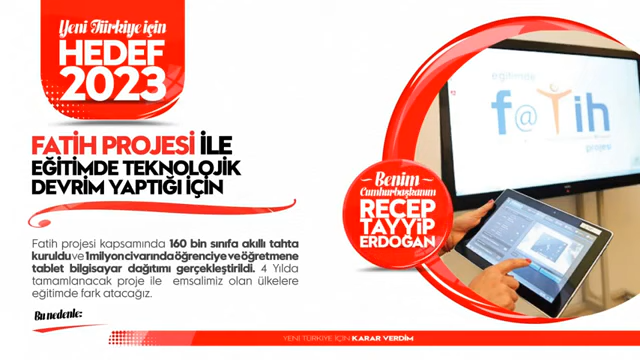 Yeni Türkiye için
HEDEF
2023
FATİH PROJESİ İLE
EĞİTİMDE TEKNOLOJİK
DEVRİM YAPTIĞI İÇİN
Fatih projesi kapsamında 160 bin sınıfa akıllı tahta
kuruldu ve 1 milyon civarında öğrenciye ve öğretmene
tablet bilgisayar dağıtımı gerçekleştirildi. 4 Yılda
tamamlanacak proje ile emsalimiz olan ülkelere
eğitimde fark atacağız.
Bu nedenle:
Benim
Cumhurbaşkanım
RECEP
TAYYİP
ERDOĞAN
eğitimde
f@tih
projesi
YENİ TÜRKİYE İÇİN KARAR VERDİM